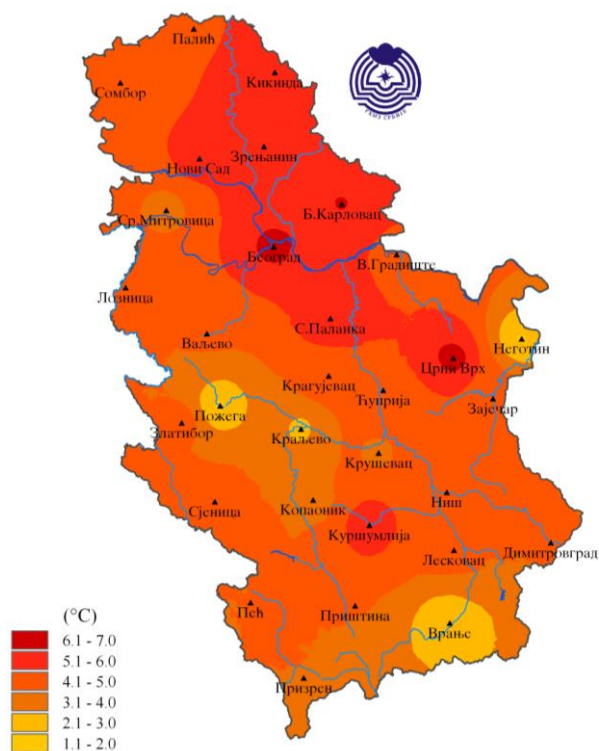 Палић
Кикинда
Сомбор
РХМЗ СРБИЈЕ
Зрењанин
Нови Сад
Б.Карловац
Ср.Митровица
Београд
В.Градиште
Лозница
С.Паланка
Ваљево
Неготин
Црни Врх
Крагујевац
Ћуприја
Зајечар
Пожега
Златибор
Краљево
Крушевац
Сјеница
Копаоник
Ниш
Куршумлија
Лесковац
Димитровград
Пећ
Приштина
Врање
Призрен
(°C)
6.1 - 7.0
5.1 - 6.0
4.1 - 5.0
3.1 - 4.0
2.1 - 3.0
1.1 - 2.0